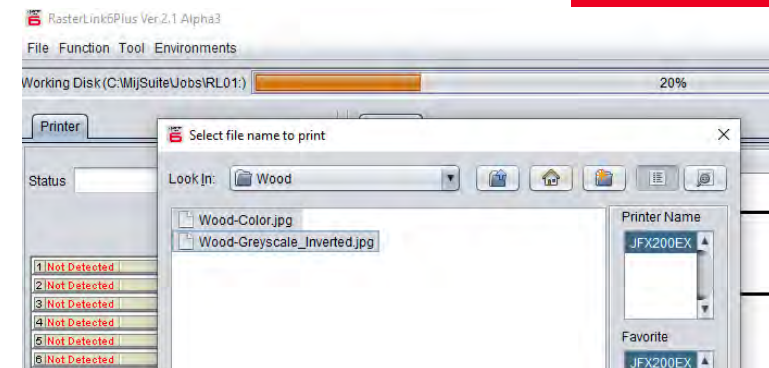 RasterLink6Plus Ver.2.1 Alpha3
File Function Tool Environments
Working Disk (C:\MijSuite\Jobs\RL01:) 20%
Printer
Select file name to print
Status
Look In: Wood
Wood-Color.jpg
Wood-Greyscale_Inverted.jpg
Printer Name
JFX200EX
1 Not Detected
2 Not Detected
3 Not Detected
4 Not Detected
5 Not Detected
6 Not Detected
Favorite
JFX200EX